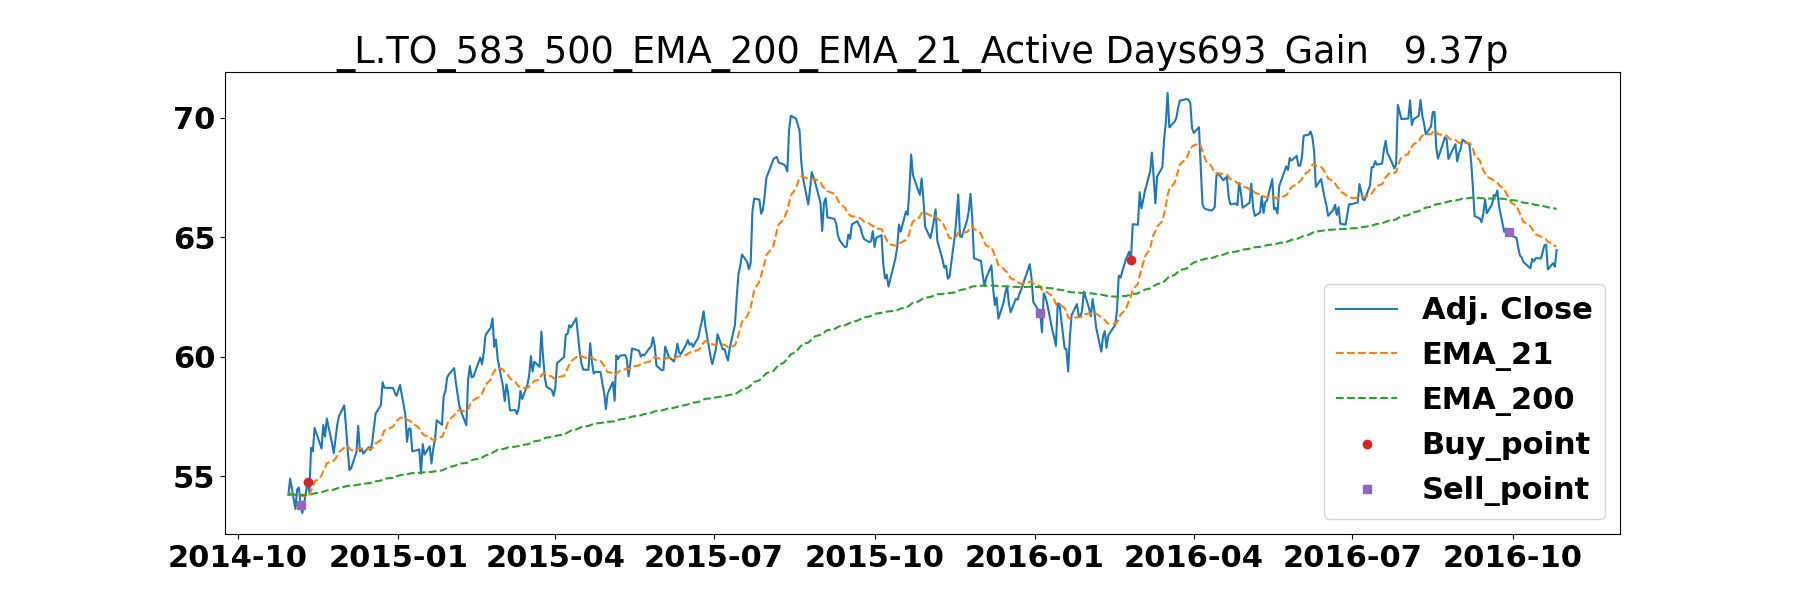 _L.TO_583_500_EMA_200_EMA_21_Active Days693_Gain   9.37p
70
65
60
55
2014-10 2015-01 2015-04 2015-07 2015-10 2016-01 2016-04 2016-07 2016-10
Adj. Close
EMA_21
EMA_200
Buy_point
Sell_point